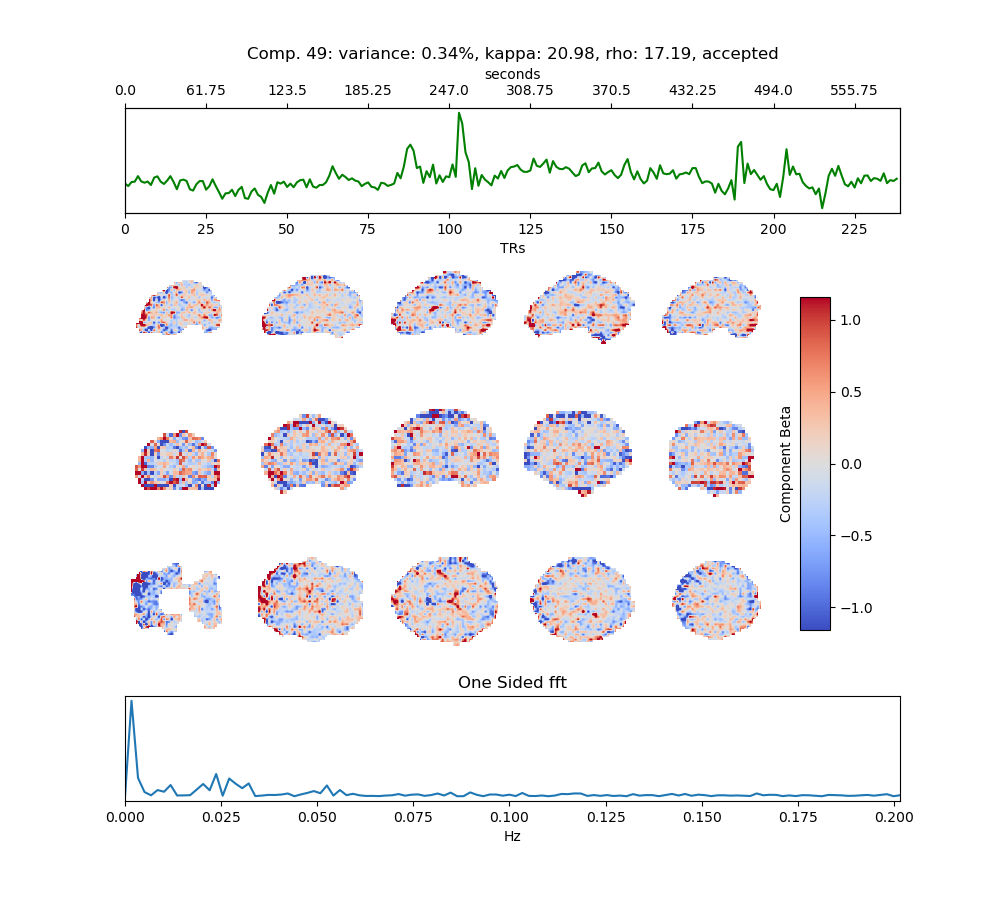 Comp. 49: variance: 0.34%, kappa: 20.98, rho: 17.19, accepted
seconds
0.0 61.75 123.5 185.25 247.0 308.75 370.5 432.25 494.0 555.75
0 25 50 75 100 125 150 175 200 225
TRs
1.0
0.5
0.0
−0.5
−1.0
Component Beta
One Sided fft
0.000 0.025 0.050 0.075 0.100 0.125 0.150 0.175 0.200
Hz